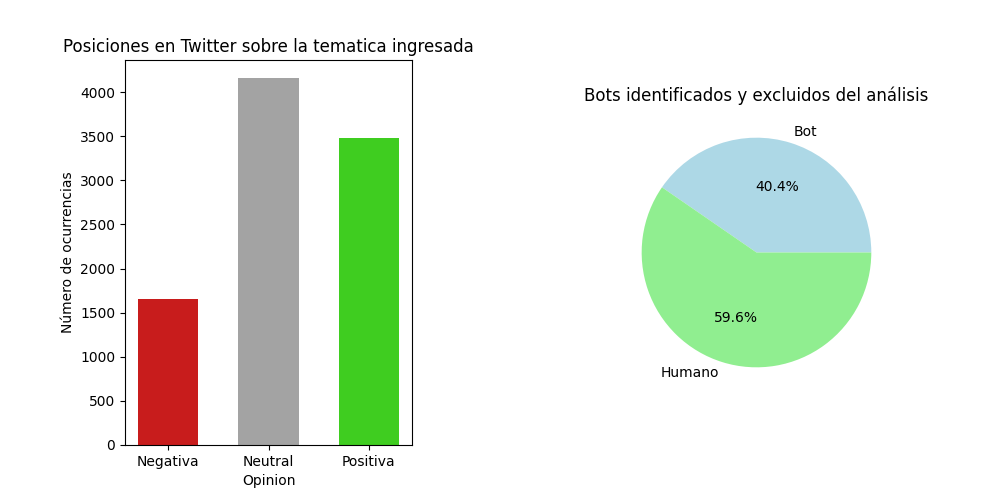 Posiciones en Twitter sobre la tematica ingresada
Número de ocurrencias
4000
3500
3000
2500
2000
1500
1000
500
0
Negativa
Neutral
Positiva
Opinion
Bots identificados y excluidos del análisis
Bot
40.4%
59.6%
Humano